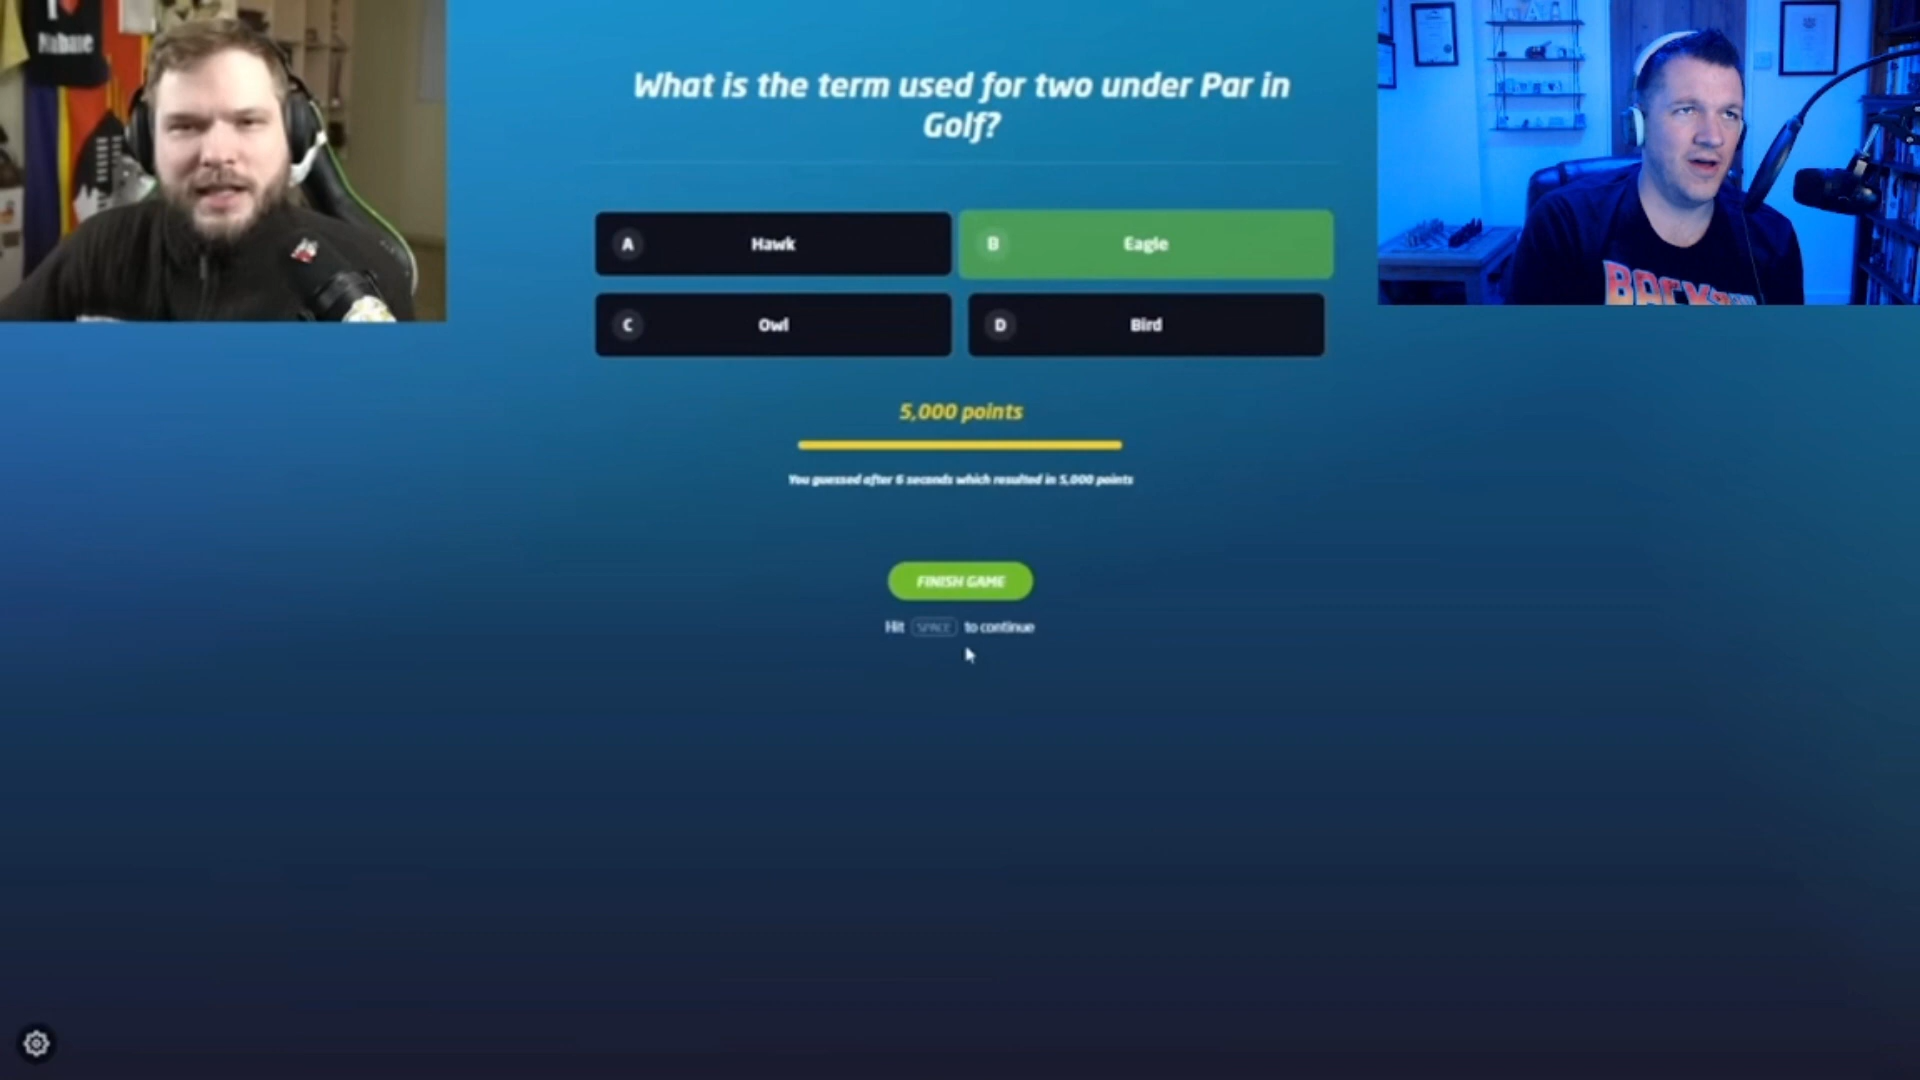 What is the term used for two under Par in
Golf?
A Hawk
B Eagle
C Owl
D Bird
5,000 points
You guessed after 6 seconds which resulted in 5,000 points
FINISH GAME
Hit SPACE to continue